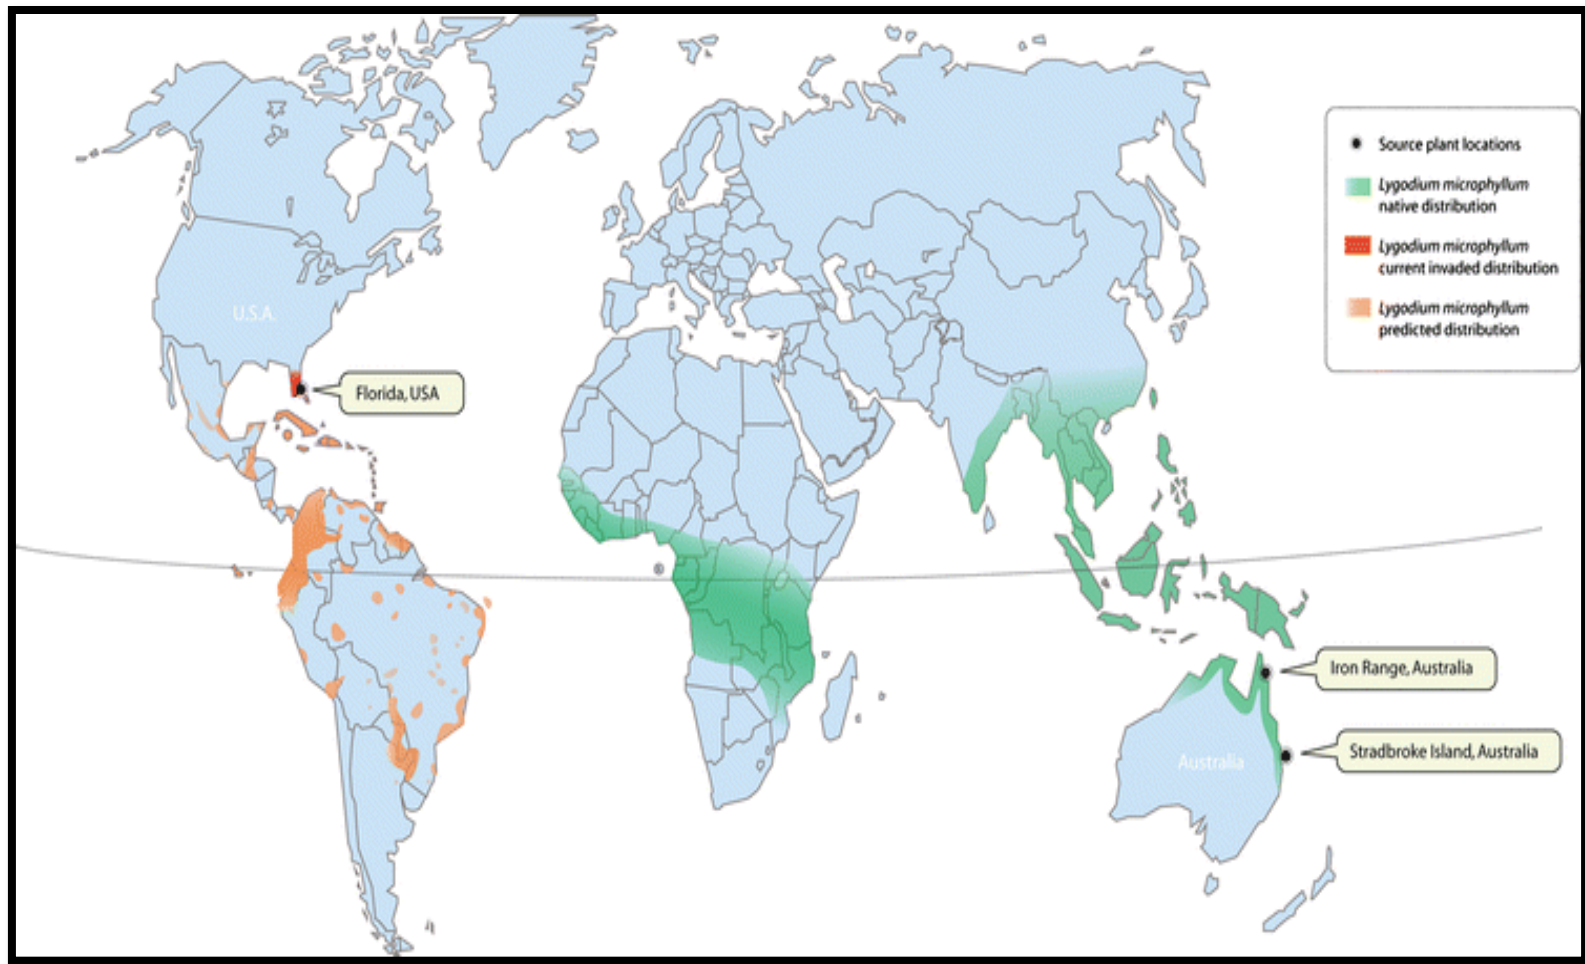 Source plant locations
Lygodium microphyllum
native distribution
Lygodium microphyllum
current invaded distribution
Lygodium microphyllum
predicted distribution
U.S.A.
Florida, USA
Iron Range, Australia
Stradbroke Island, Australia
Australia